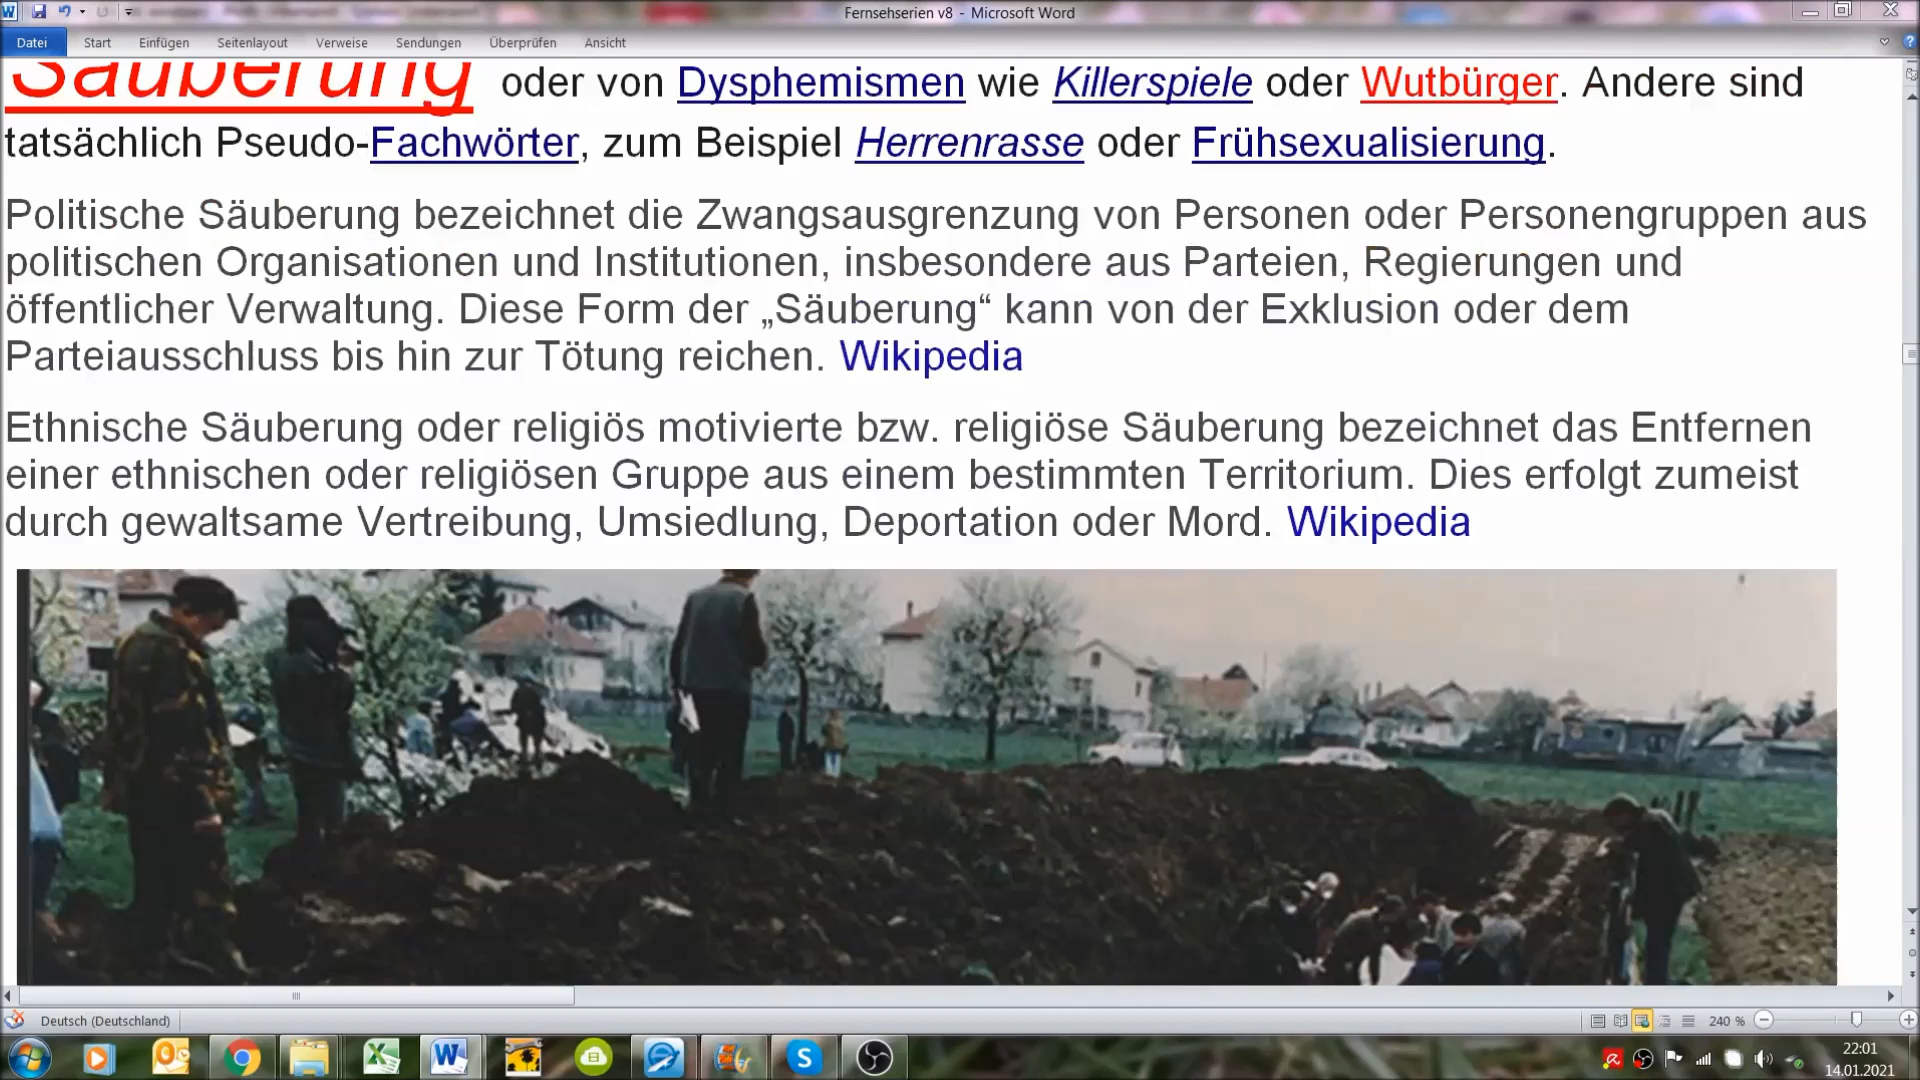 Fernsehserien v8 - Microsoft Word
Datei Start Einfügen Seitenlayout Verweise Sendungen Überprüfen Ansicht
Säuberung oder von Dysphemismen wie Killerspiele oder Wutbürger. Andere sind
tatsächlich Pseudo-Fachwörter, zum Beispiel Herrenrasse oder Frühsexualisierung.
Politische Säuberung bezeichnet die Zwangsausgrenzung von Personen oder Personengruppen aus
politischen Organisationen und Institutionen, insbesondere aus Parteien, Regierungen und
öffentlicher Verwaltung. Diese Form der „Säuberung“ kann von der Exklusion oder dem
Parteiausschluss bis hin zur Tötung reichen. Wikipedia
Ethnische Säuberung oder religiös motivierte bzw. religiöse Säuberung bezeichnet das Entfernen
einer ethnischen oder religiösen Gruppe aus einem bestimmten Territorium. Dies erfolgt zumeist
durch gewaltsame Vertreibung, Umsiedlung, Deportation oder Mord. Wikipedia
Deutsch (Deutschland)
240 %
22:01
14.01.2021